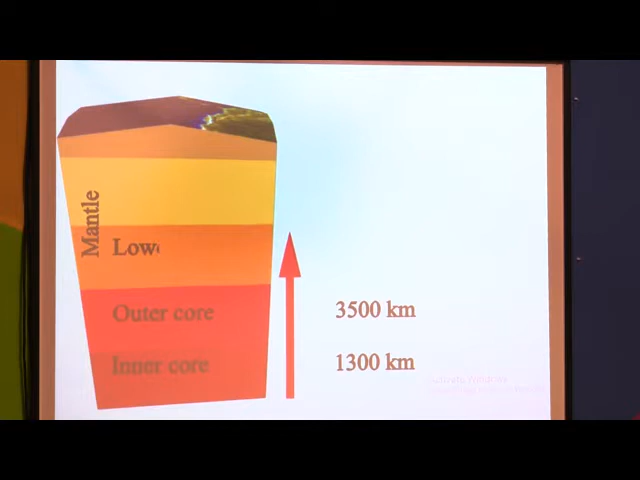 Mantle
Low
Outer core
3500 km
Inner core
1300 km